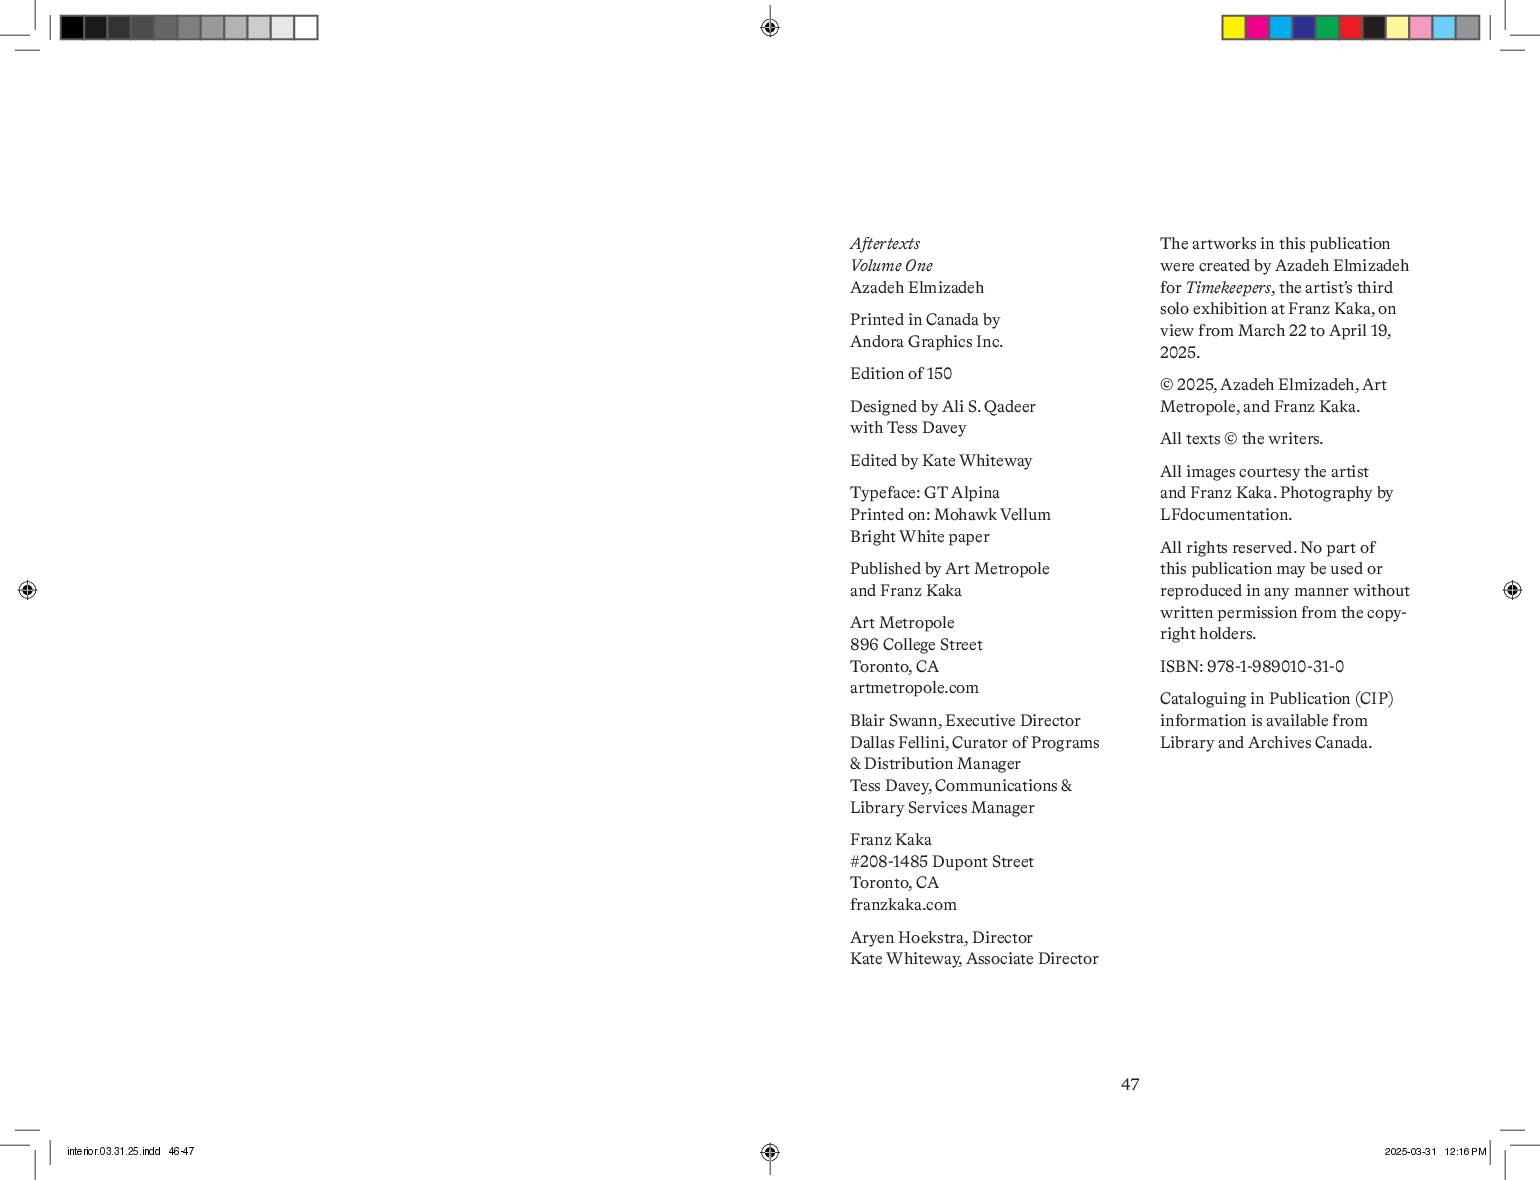 Aftertexts
Volume One
Azadeh Elmizadeh
Printed in Canada by
Andora Graphics Inc.
Edition of 150
Designed by Ali S. Qadeer
with Tess Davey
Edited by Kate Whiteway
Typeface: GT Alpina
Printed on: Mohawk Vellum
Bright White paper
Published by Art Metropole
and Franz Kaka
Art Metropole
896 College Street
Toronto, CA
artmetropole.com
Blair Swann, Executive Director
Dallas Fellini, Curator of Programs
& Distribution Manager
Tess Davey, Communications &
Library Services Manager
Franz Kaka
#208-1485 Dupont Street
Toronto, CA
franzkaka.com
Aryen Hoekstra, Director
Kate Whiteway, Associate Director
The artworks in this publication
were created by Azadeh Elmizadeh
for Timekeepers, the artist’s third
solo exhibition at Franz Kaka, on
view from March 22 to April 19,
2025.
© 2025, Azadeh Elmizadeh, Art
Metropole, and Franz Kaka.
All texts © the writers.
All images courtesy the artist
and Franz Kaka. Photography by
LFdocumentation.
All rights reserved. No part of
this publication may be used or
reproduced in any manner without
written permission from the copy-
right holders.
ISBN: 978-1-989010-31-0
Cataloguing in Publication (CIP)
information is available from
Library and Archives Canada.
47
interior.03.31.25.indd 46-47
2025-03-31 12:16 PM